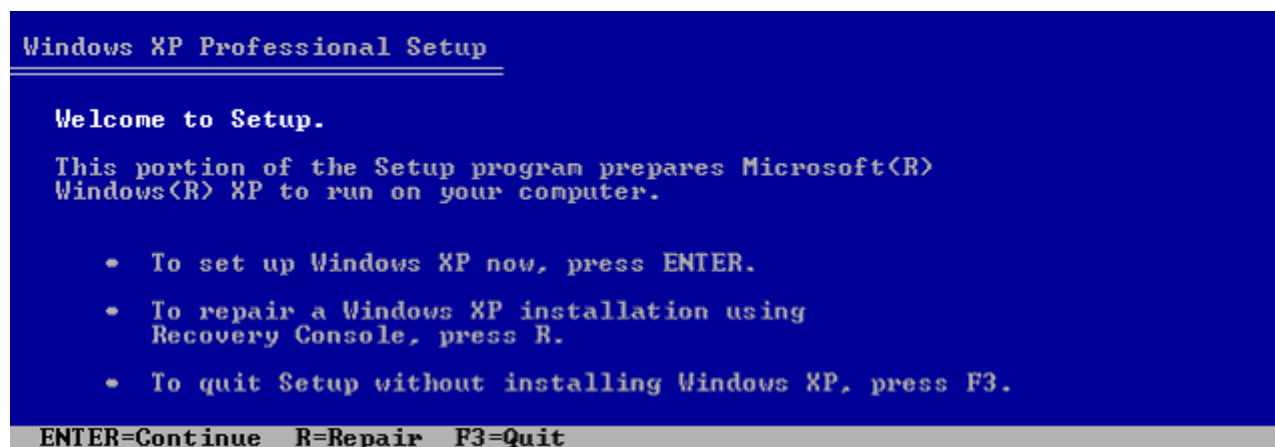 Windows XP Professional Setup
Welcome to Setup.
This portion of the Setup program prepares Microsoft(R)
Windows(R) XP to run on your computer.
• To set up Windows XP now, press ENTER.
• To repair a Windows XP installation using
Recovery Console, press R.
• To quit Setup without installing Windows XP, press F3.
ENTER=Continue R=Repair F3=Quit